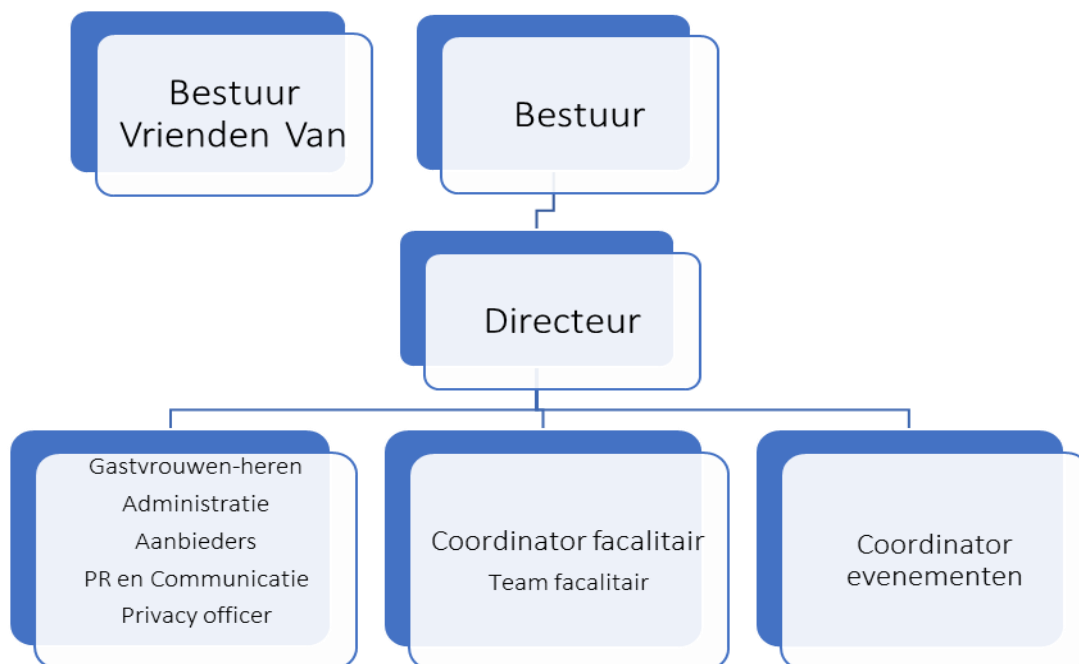 Bestuur
Vrienden Van
Bestuur
Directeur
Gastvrouwen-heren
Administratie
Aanbieders
PR en Communicatie
Privacy officer
Coordinator facalitair
Team facalitair
Coordinator
evenementen